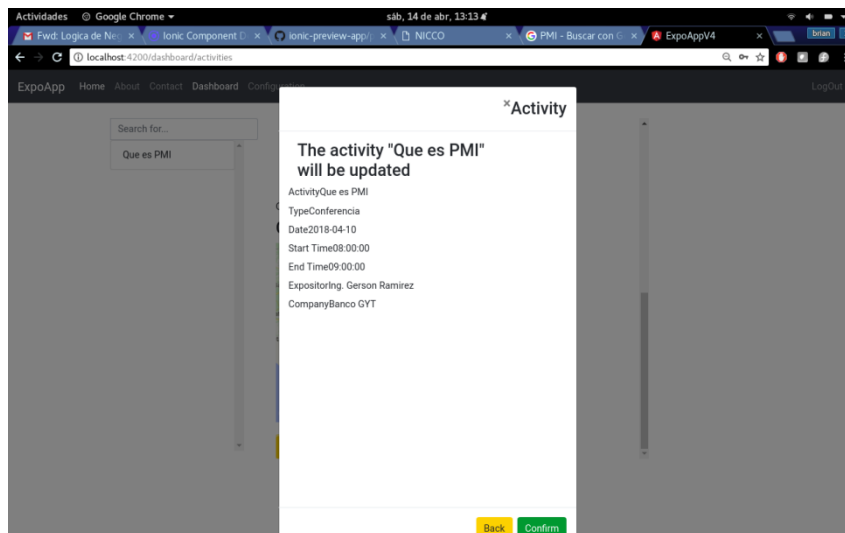 Actividades Google Chrome sáb, 14 de abr, 13:13
Fwd: Logica de Neg Ionic Component D ionic-preview-app/p NICCO PMI - Buscar con G ExpoAppV4 brian
localhost:4200/dashboard/activities
ExpoApp Home About Contact Dashboard LogOut
×Activity
Search for...
Que es PMI
The activity "Que es PMI"
will be updated
ActivityQue es PMI
TypeConferencia
Date2018-04-10
Start Time08:00:00
End Time09:00:00
ExpositorIng. Gerson Ramirez
CompanyBanco GYT
Back Confirm